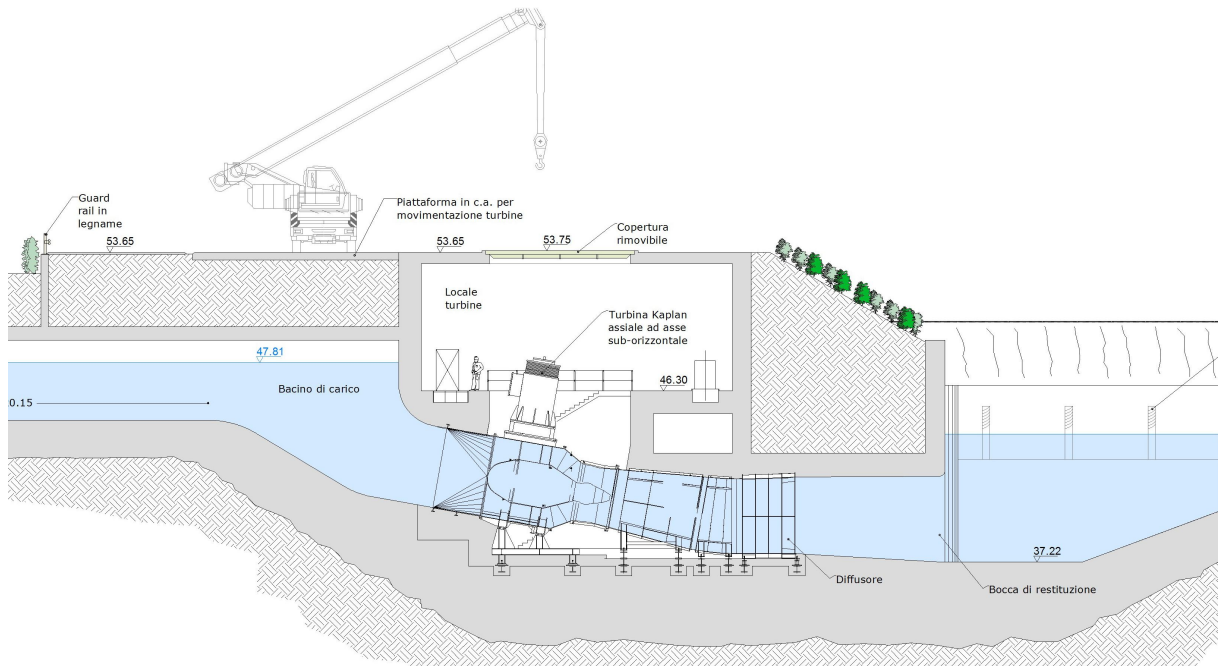 Guard
rail in
legname
53.65
Piattaforma in c.a. per
movimentazione turbine
53.65
53.75
Copertura
rimovibile
Locale
turbine
Turbina Kaplan
assiale ad asse
sub-orizzontale
47.81
46.30
Bacino di carico
0.15
37.22
Diffusore
Bocca di restituzione